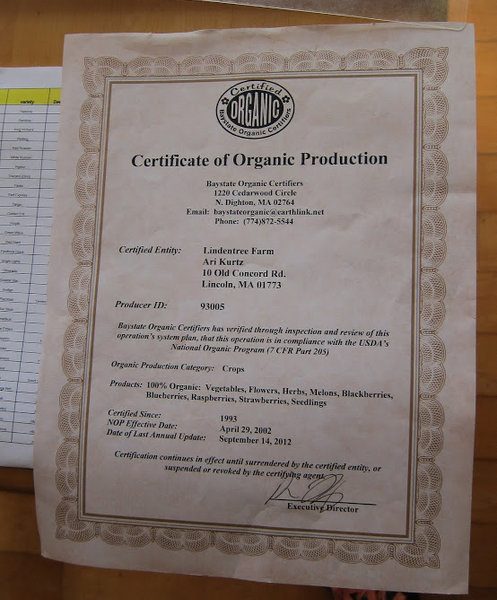 Certified
ORGANIC
Baystate Organic Certifiers
Certificate of Organic Production
Baystate Organic Certifiers
1220 Cedarwood Circle
N. Dighton, MA 02764
Email: baystateorganic@earthlink.net
Phone: (774)872-5544
Certified Entity: Lindentree Farm
Ari Kurtz
10 Old Concord Rd.
Lincoln, MA 01773
Producer ID: 93005
Baystate Organic Certifiers has verified through inspection and review of this
operation's system plan, that this operation is in compliance with the USDA's
National Organic Program (7 CFR Part 205)
Organic Production Category: Crops
Products: 100% Organic: Vegetables, Flowers, Herbs, Melons, Blackberries,
Blueberries, Raspberries, Strawberries, Seedlings
Certified Since: 1993
NOP Effective Date: April 29, 2002
Date of Last Annual Update: September 14, 2012
Certification continues in effect until surrendered by the certified entity, or
suspended or revoked by the certifying agent.
Executive Director
variety